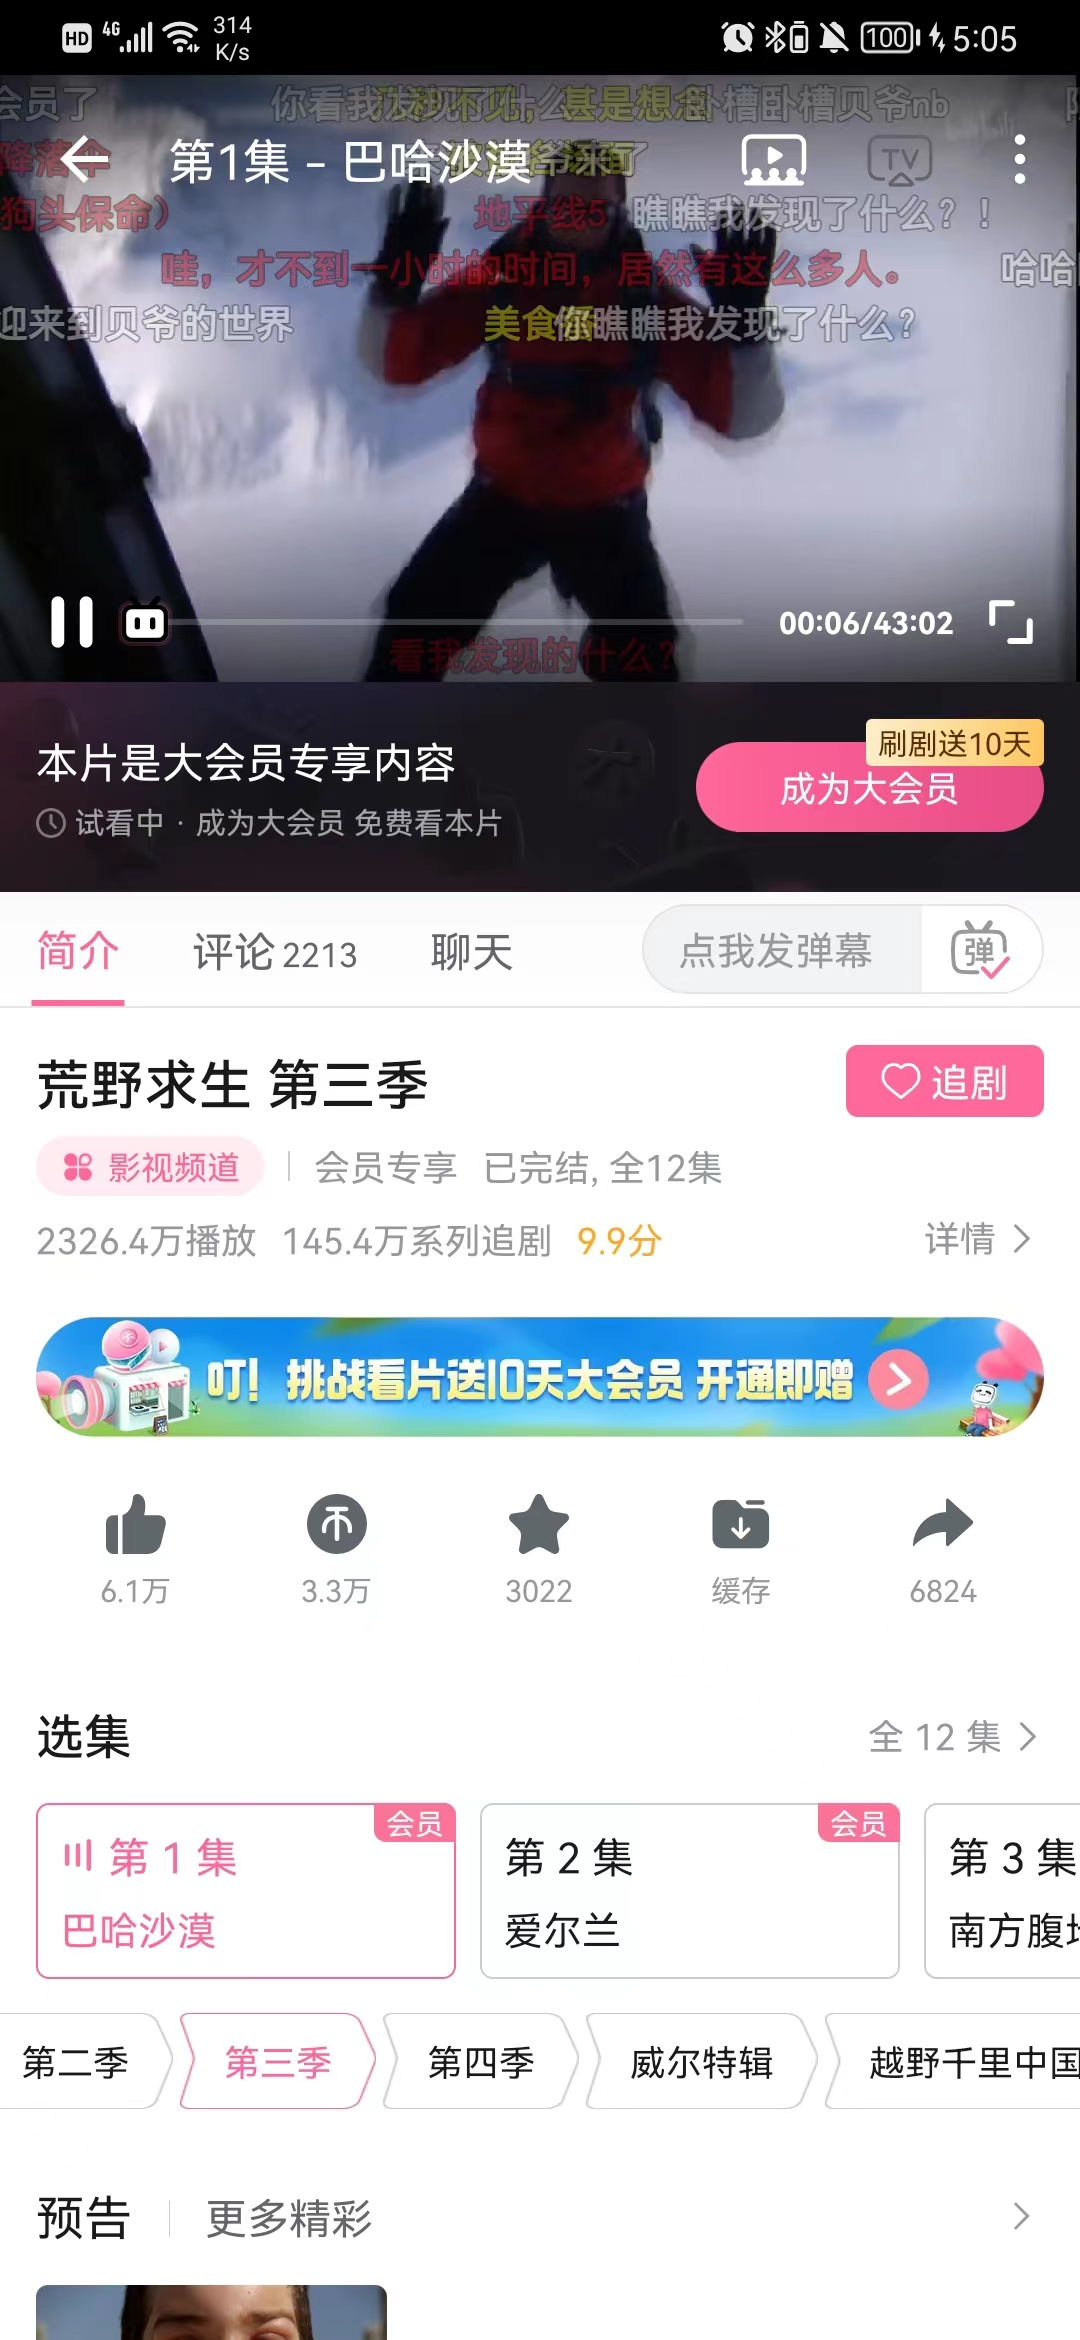 HD 4G 314 K/s 100 5:05
会员了 你看我发现了什么 甚是想念 卧槽卧槽贝爷nb
降落伞
第1集 - 巴哈沙漠 TV
狗头保命） 地平线5 瞧瞧我发现了什么？！
哇，才不到一小时的时间，居然有这么多人。 哈哈
迎来到贝爷的世界 美食 你瞧瞧我发现了什么？
00:06/43:02
看我发现的什么？
刷剧送10天
本片是大会员专享内容
成为大会员
试看中 · 成为大会员 免费看本片
简介 评论 2213 聊天 点我发弹幕 弹
荒野求生 第三季 追剧
影视频道 会员专享 已完结, 全12集
2326.4万播放 145.4万系列追剧 9.9分 详情
叮！挑战看片送10天大会员 开通即赠
6.1万 3.3万 3022 缓存 6824
选集 全 12 集
会员 会员
第 1 集 第 2 集 第 3 集
巴哈沙漠 爱尔兰 南方腹地
第二季 第三季 第四季 威尔特辑 越野千里中国
预告 更多精彩